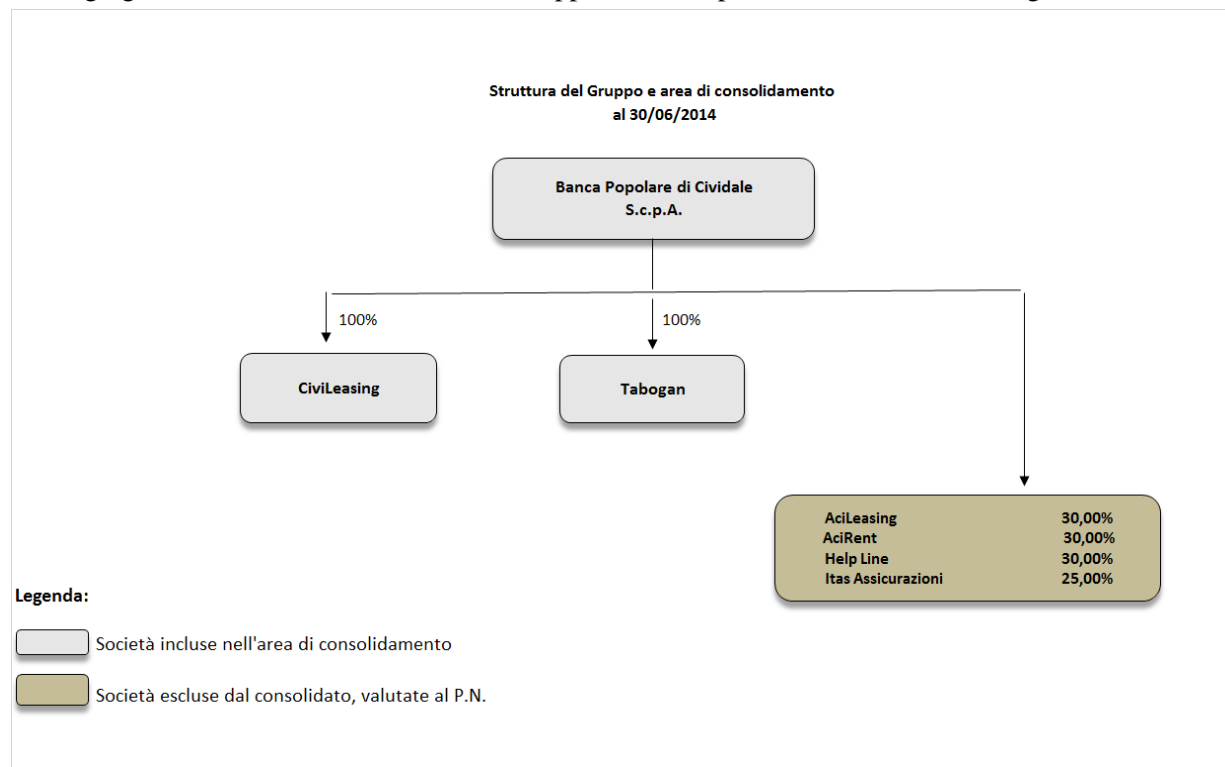 Struttura del Gruppo e area di consolidamento
al 30/06/2014
Banca Popolare di Cividale
S.c.p.A.
100%
100%
CiviLeasing
Tabogan
AciLeasing 30,00%
AciRent 30,00%
Help Line 30,00%
Itas Assicurazioni 25,00%
Legenda:
Società incluse nell'area di consolidamento
Società escluse dal consolidato, valutate al P.N.